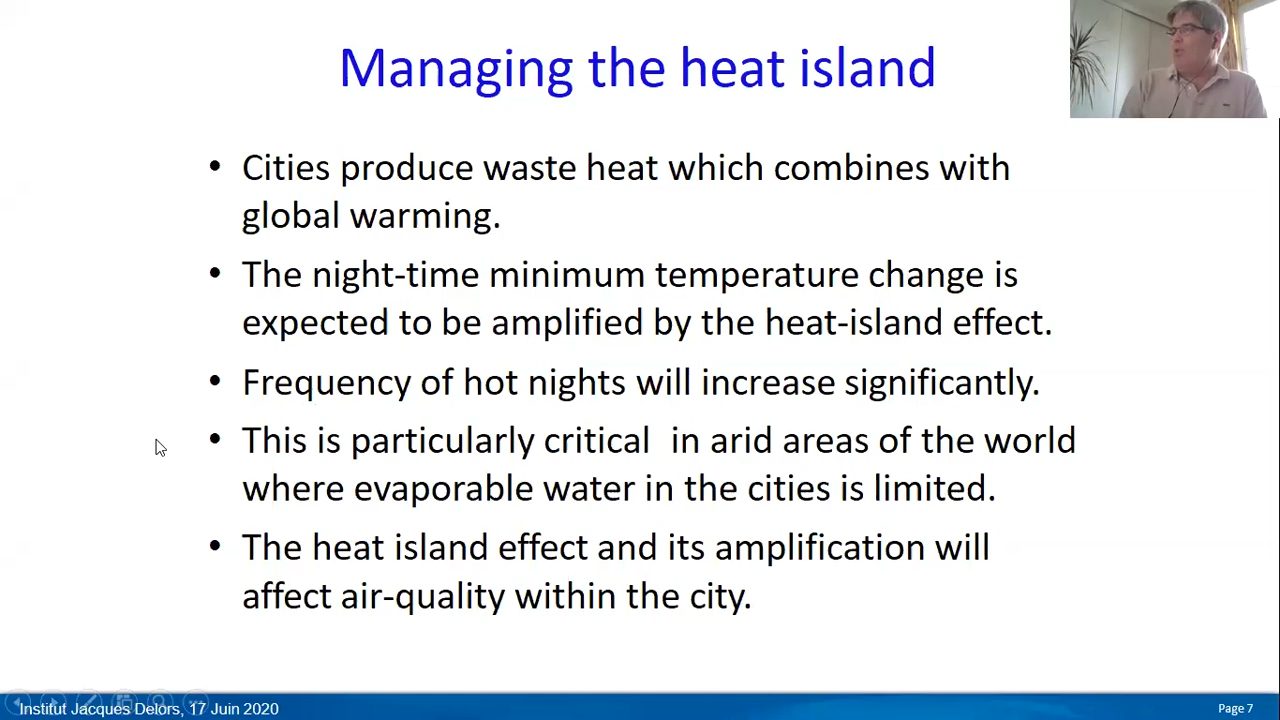 Managing the heat island
• Cities produce waste heat which combines with
global warming.
• The night-time minimum temperature change is
expected to be amplified by the heat-island effect.
• Frequency of hot nights will increase significantly.
• This is particularly critical  in arid areas of the world
where evaporable water in the cities is limited.
• The heat island effect and its amplification will
affect air-quality within the city.
Institut Jacques Delors, 17 Juin 2020
Page 7